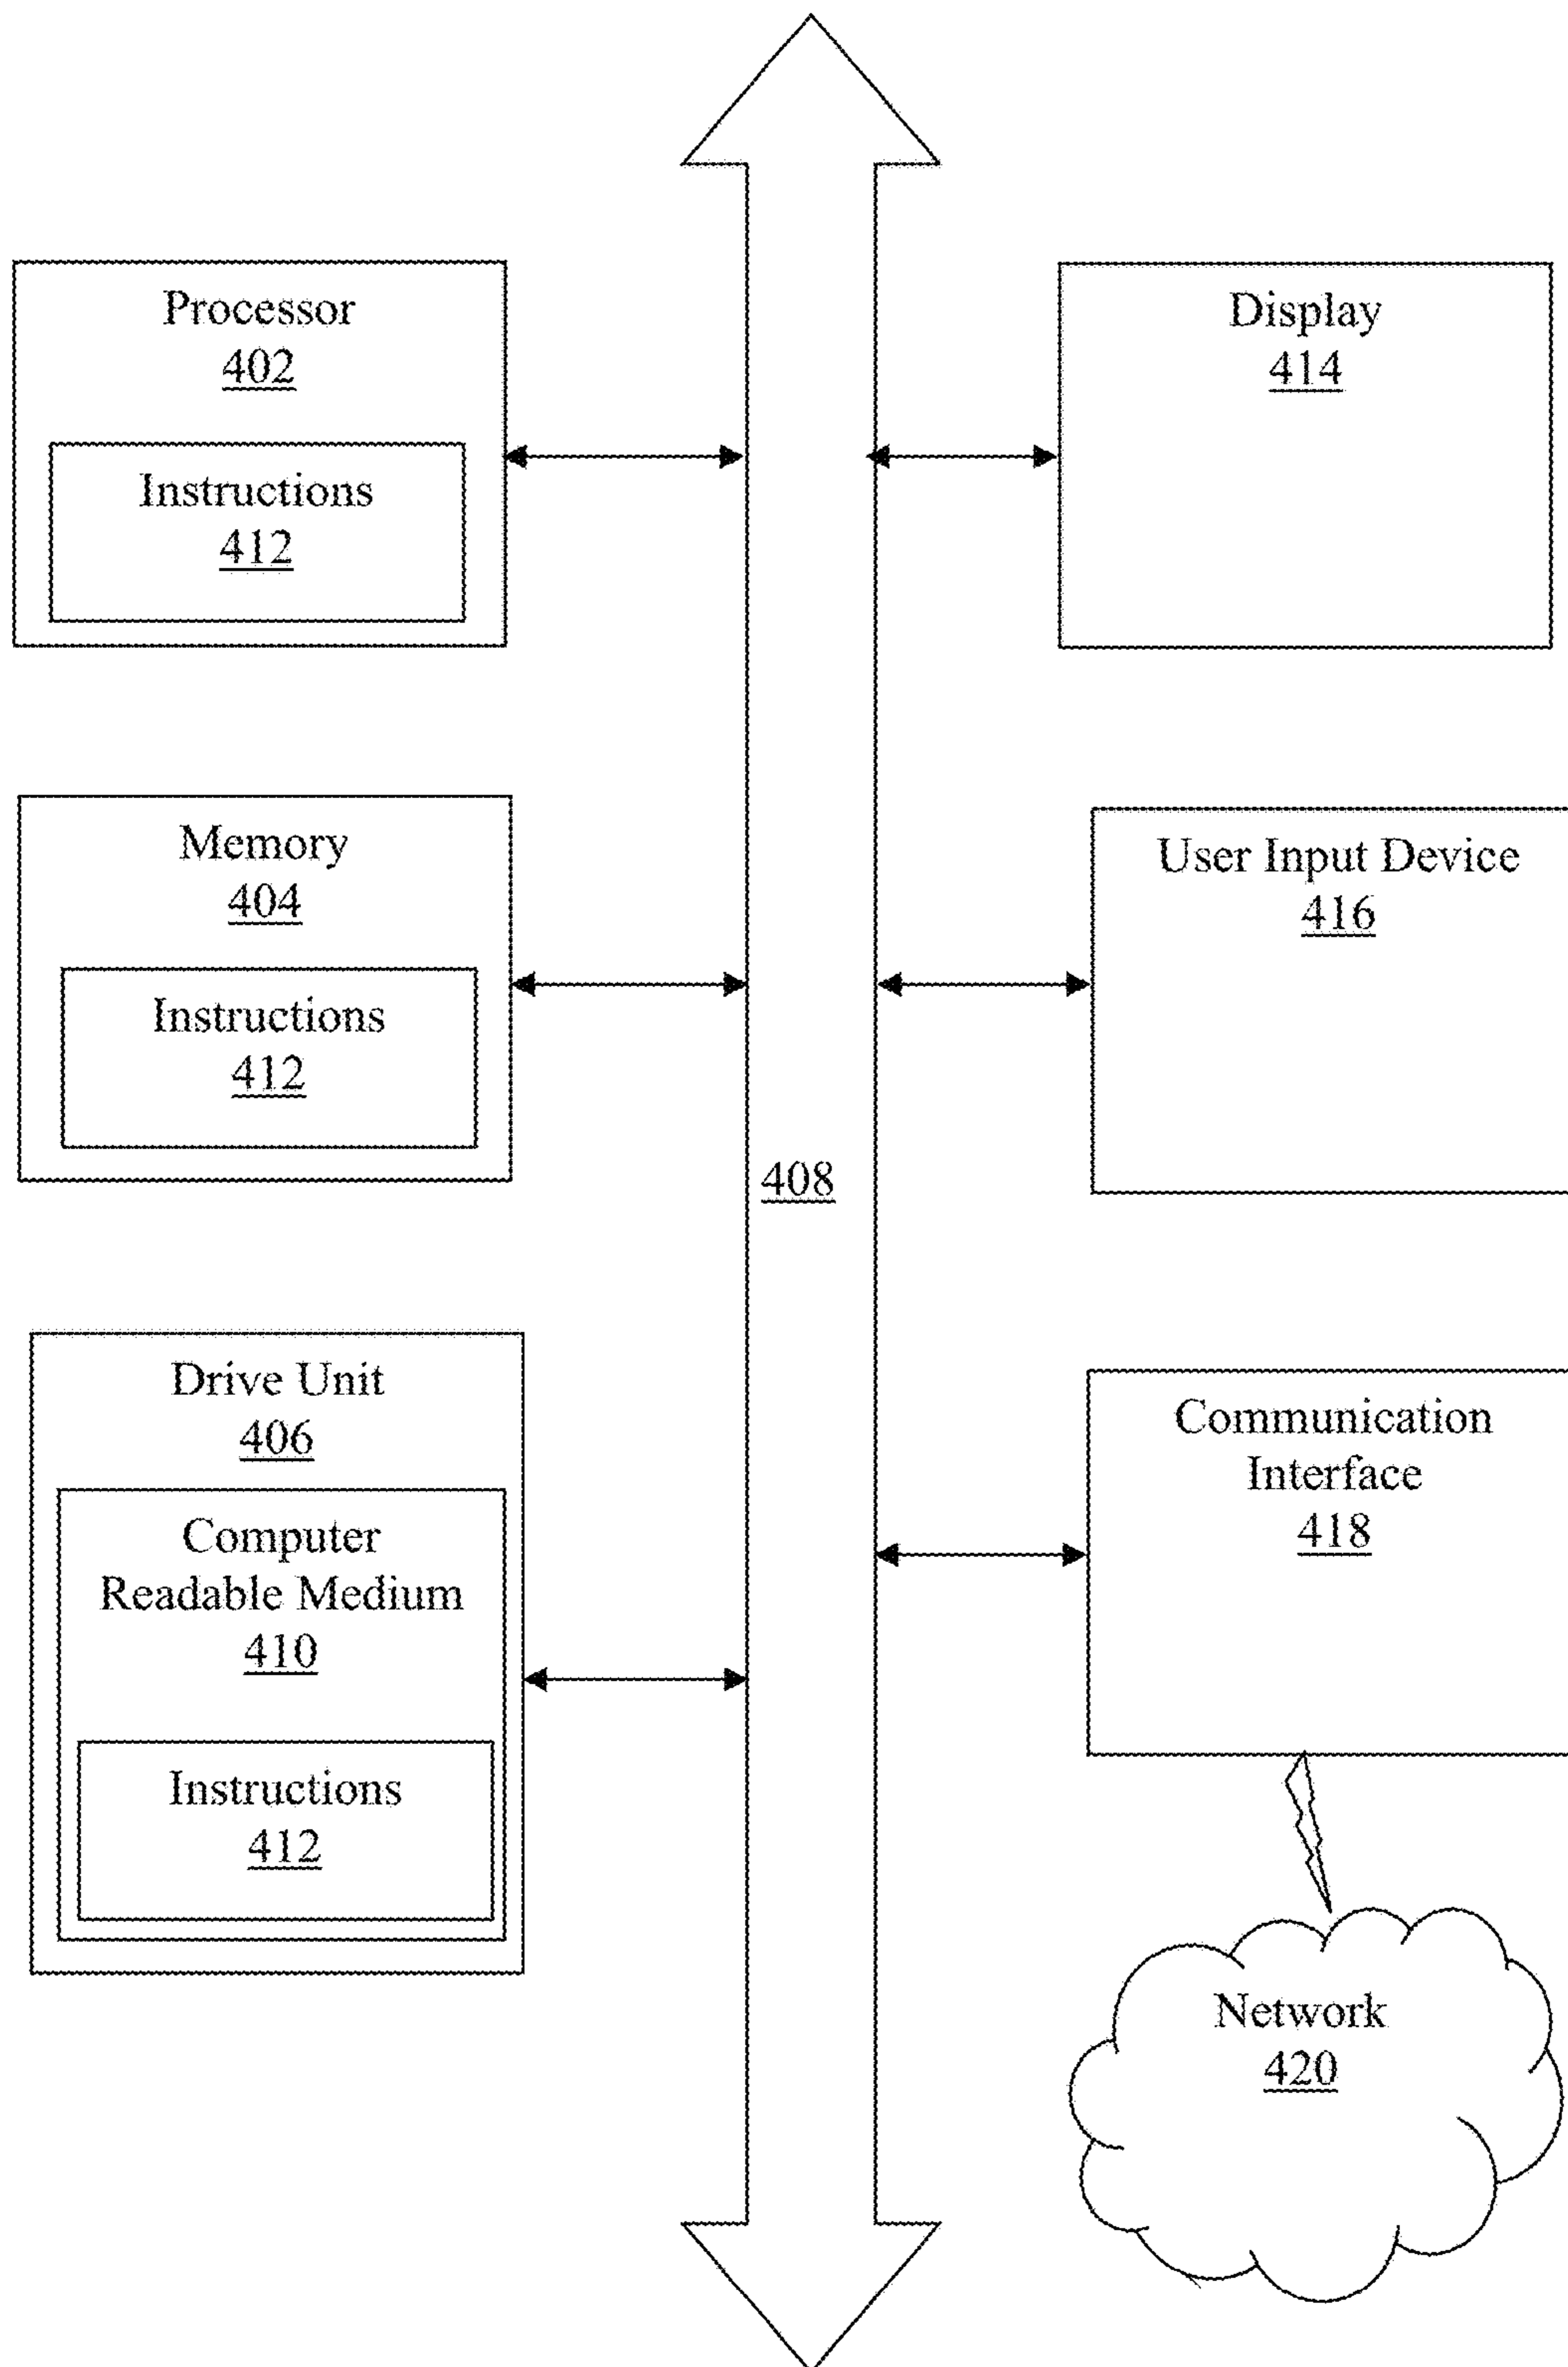 Processor
402
Instructions
412
Memory
404
Instructions
412
Drive Unit
406
Computer
Readable Medium
410
Instructions
412
408
Display
414
User Input Device
416
Communication
Interface
418
Network
420